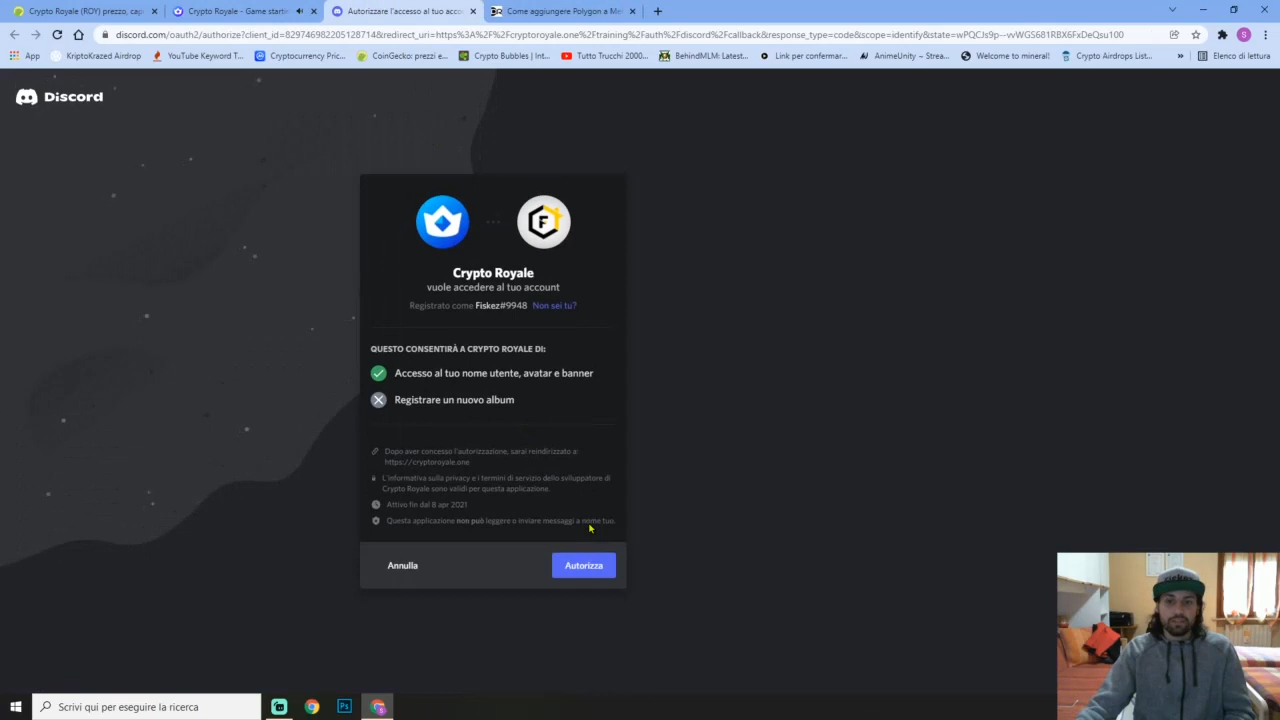 Crypto Royale (ROY) prezzo, cap
Crypto Royale - Game starti
Autorizzare l'accesso al tuo acc
Come aggiungere Polygon a Me
discord.com/oauth2/authorize?client_id=829746982205128714&redirect_uri=https%3A%2F%2Fcryptoroyale.one%2Ftraining%2Fauth%2Fdiscord%2Fcallback&response_type=code&scope=identify&state=wPQCJs9p--vvWGS681RBX6FxDeQsu100
App
KriptoKrazed Airdrop
YouTube Keyword T...
Cryptocurrency Pric...
CoinGecko: prezzi e...
Crypto Bubbles | Int...
Tutto Trucchi 2000...
BehindMLM: Latest...
Link per confermar...
AnimeUnity ~ Strea...
Welcome to mineral!
Crypto Airdrops List...
»
Elenco di lettura
Discord
Crypto Royale
vuole accedere al tuo account
Registrato come Fiskez#9948 Non sei tu?
QUESTO CONSENTIRÀ A CRYPTO ROYALE DI:
Accesso al tuo nome utente, avatar e banner
Registrare un nuovo album
Dopo aver concesso l'autorizzazione, sarai reindirizzato a:
https://cryptoroyale.one
L'informativa sulla privacy e i termini di servizio dello sviluppatore di
Crypto Royale sono validi per questa applicazione.
Attivo fin dal 8 apr 2021
Questa applicazione non può leggere o inviare messaggi a nome tuo.
Annulla
Autorizza
Scrivi qui per eseguire la ricerca